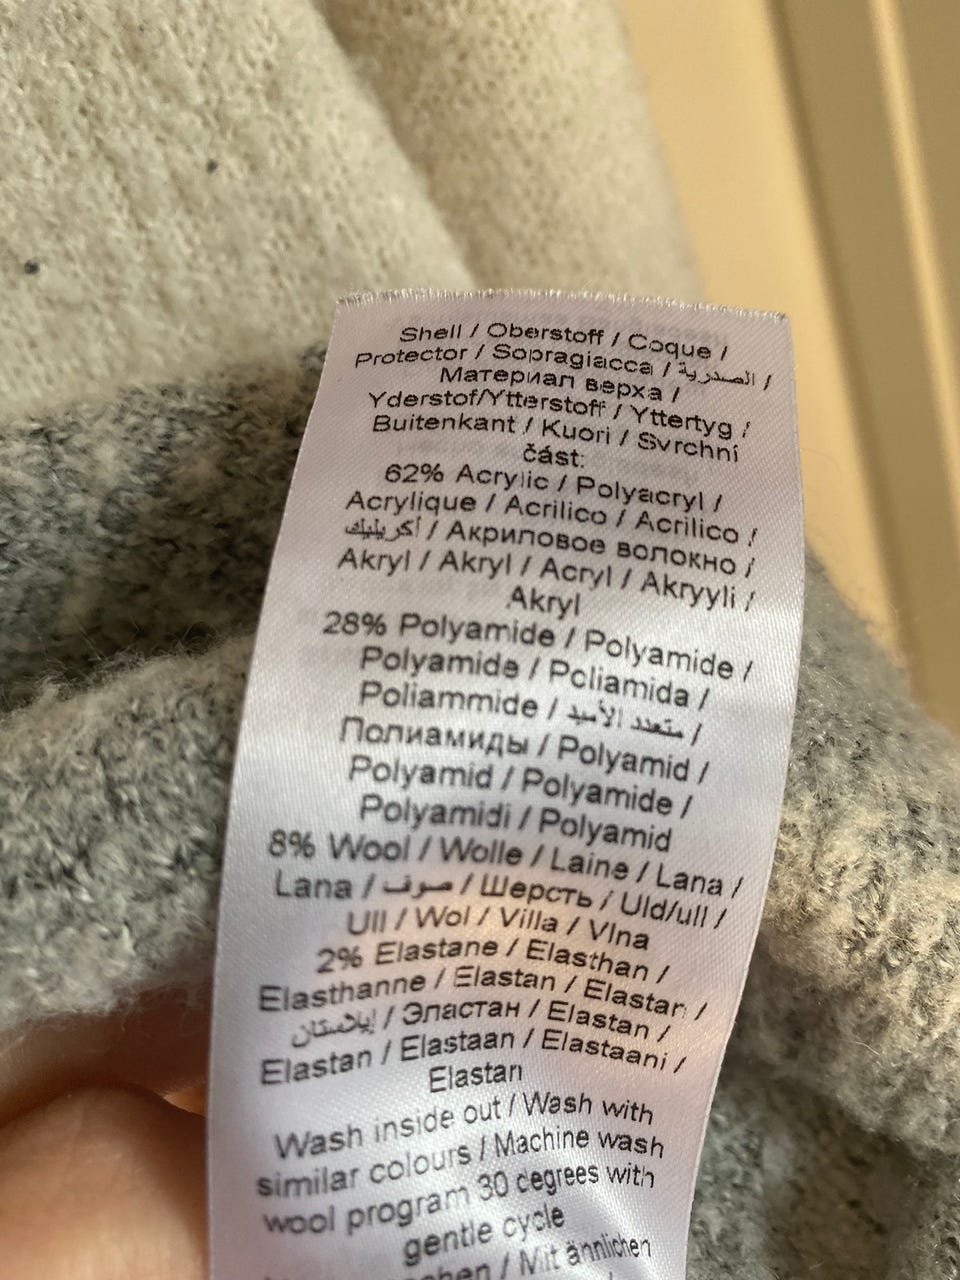 Shell / Oberstoff / Coque /
Protector / Sopragiacca / الصدرية /
Материал верха /
Yderstof/Ytterstoff / Yttertyg /
Buitenkant / Kuori / Svrchní
část:
62% Acrylic / Polyacryl /
Acrylique / Acrilico / Acrilico /
أكريليك / Акриловое волокно /
Akryl / Akryl / Acryl / Akryyli /
Akryl
28% Polyamide / Polyamide /
Polyamide / Poliamida /
Poliammide / متعدد الأميد /
Полиамиды / Polyamid /
Polyamid / Polyamide /
Polyamidi / Polyamid
8% Wool / Wolle / Laine / Lana /
Lana / صوف / Шерсть / Uld/ull /
Ull / Wol / Villa / Vlna
2% Elastane / Elasthan /
Elasthanne / Elastan / Elastan /
إيلاستان / Эластан / Elastan /
Elastan / Elastaan / Elastaani /
Elastan
Wash inside out / Wash with
similar colours / Machine wash
wool program 30 degrees with
gentle cycle
/ Mit ännlichen